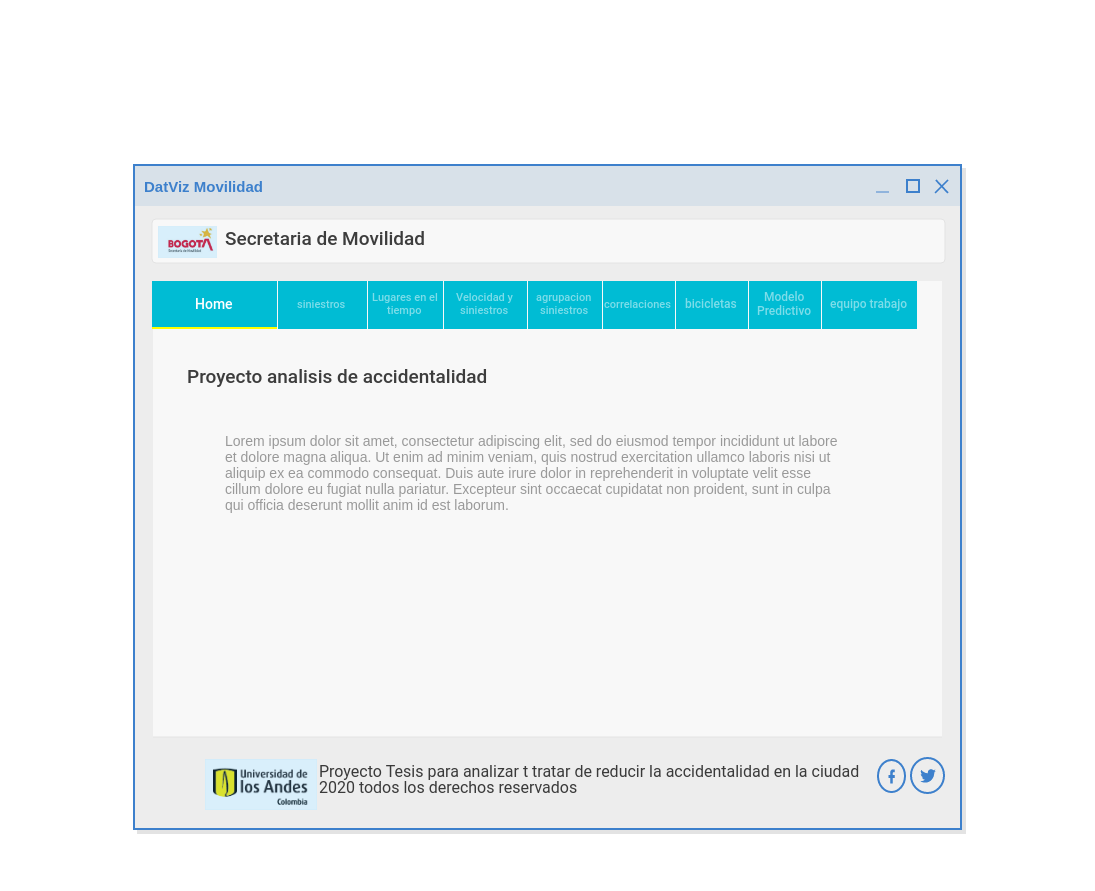 DatViz Movilidad
BOGOTÁ
Secretaria de Movilidad
Home
siniestros
Lugares en el
tiempo
Velocidad y
siniestros
agrupacion
siniestros
correlaciones
bicicletas
Modelo
Predictivo
equipo trabajo
Proyecto analisis de accidentalidad
Lorem ipsum dolor sit amet, consectetur adipiscing elit, sed do eiusmod tempor incididunt ut labore
et dolore magna aliqua. Ut enim ad minim veniam, quis nostrud exercitation ullamco laboris nisi ut
aliquip ex ea commodo consequat. Duis aute irure dolor in reprehenderit in voluptate velit esse
cillum dolore eu fugiat nulla pariatur. Excepteur sint occaecat cupidatat non proident, sunt in culpa
qui officia deserunt mollit anim id est laborum.
Universidad de
los Andes
Colombia
Proyecto Tesis para analizar t tratar de reducir la accidentalidad en la ciudad
2020 todos los derechos reservados